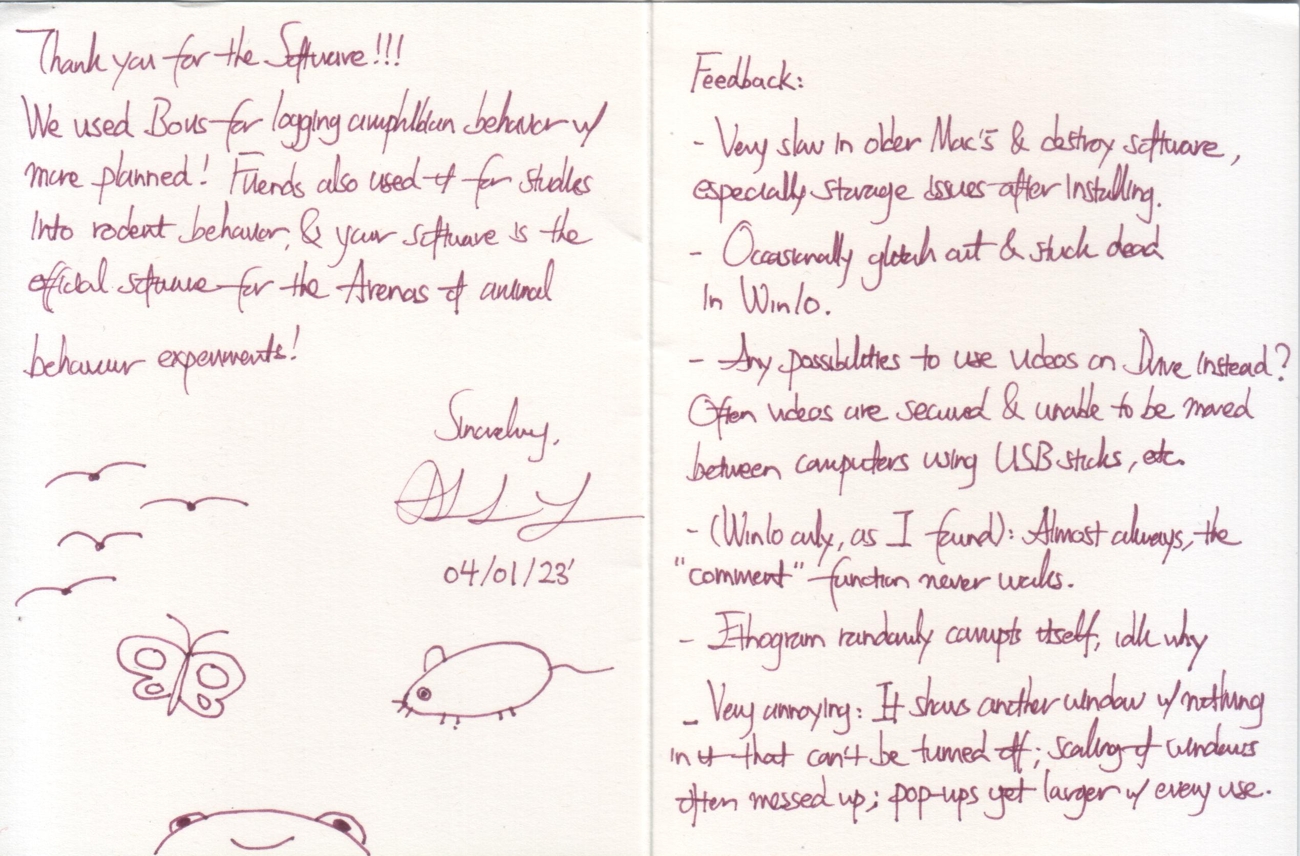 Thank you for the Software!!!
We used Boris for logging amphibian behavior w/
more planned! Friends also used it for studies
into rodent behavior, & your software is the
official software for the Arenas of animal
behaviour experiments!
Sincerely,
04/01/23'
Feedback:
- Very slow in older Mac's & destroy software,
especially storage issues after installing.
- Occasionally glitch out & stuck dead
in Win10.
- Any possibilities to use videos on Drive instead?
Often videos are secured & unable to be moved
between computers using USB sticks, etc.
- (Win10 only, as I found): Almost always, the
"comment" function never works.
- Ethogram randomly corrupts itself, idk why
- Very annoying: It shows another window w/ nothing
in it that can't be turned off; scaling of windows
often messed up; pop-ups get larger w/ every use.